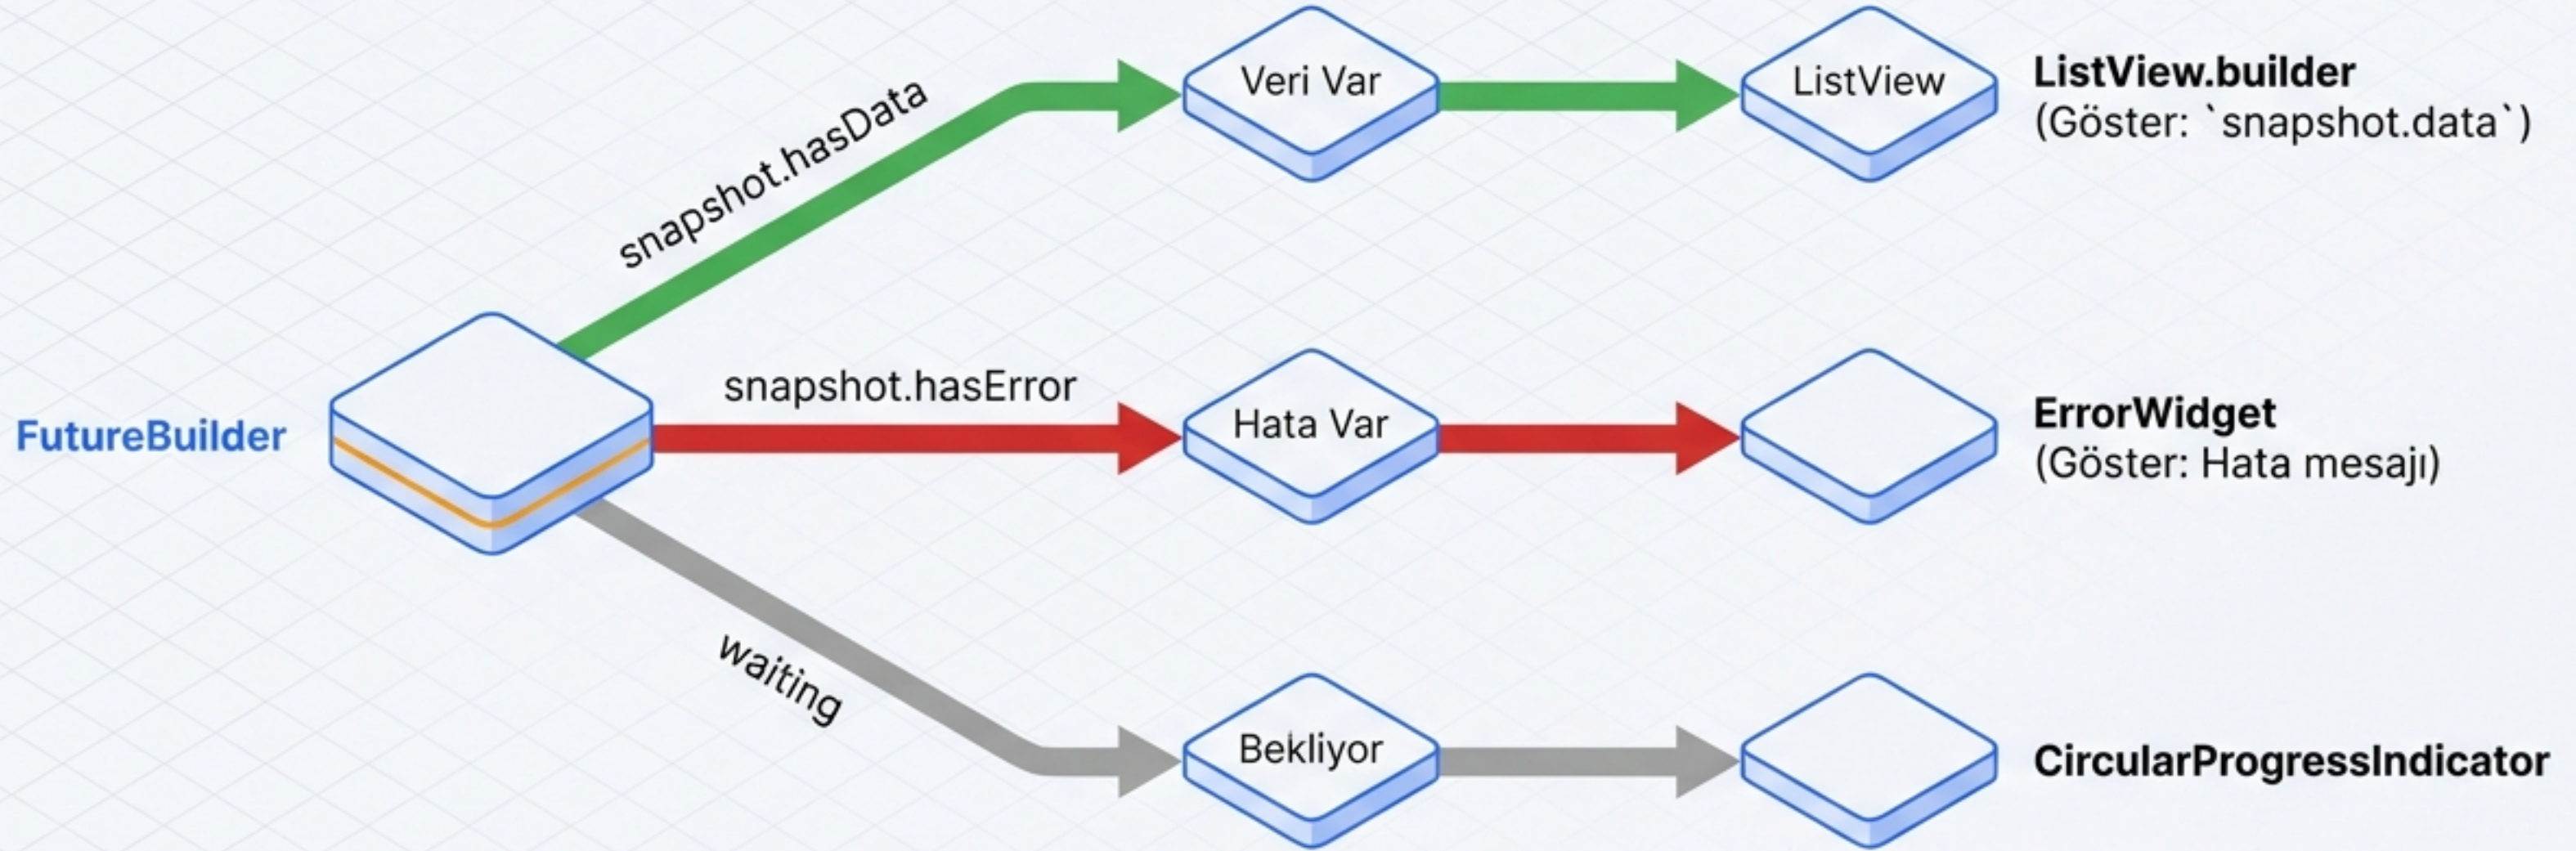 FutureBuilder
snapshot.hasData
Veri Var
ListView
ListView.builder
(Göster: `snapshot.data`)
snapshot.hasError
Hata Var
ErrorWidget
(Göster: Hata mesajı)
waiting
Bekliyor
CircularProgressIndicator